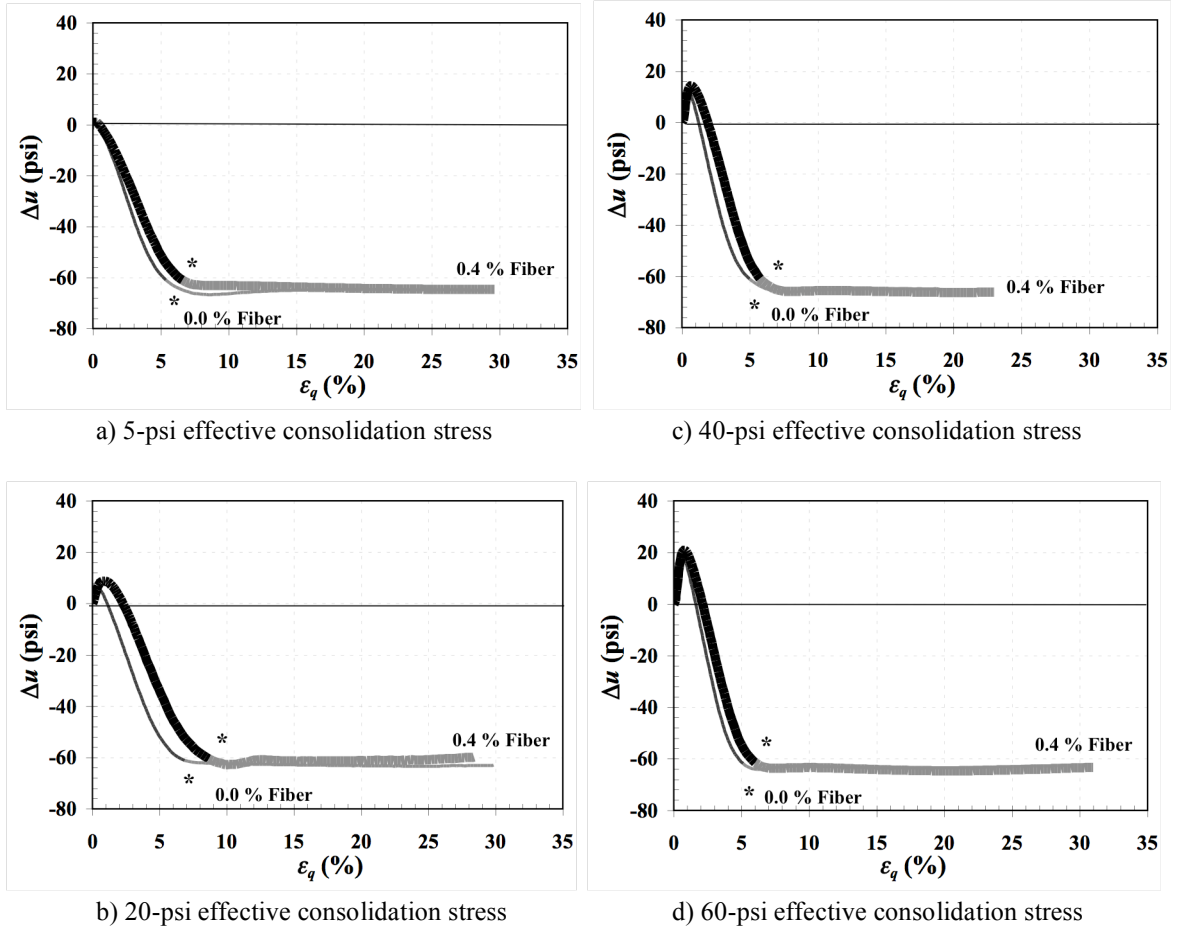 40
20
0
-20
-40
-60
-80
Δu (psi)
*
*
0.4 % Fiber
0.0 % Fiber
0 5 10 15 20 25 30 35
εq (%)
a) 5-psi effective consolidation stress
40
20
0
-20
-40
-60
-80
Δu (psi)
*
*
0.4 % Fiber
0.0 % Fiber
0 5 10 15 20 25 30 35
εq (%)
c) 40-psi effective consolidation stress
40
20
0
-20
-40
-60
-80
Δu (psi)
*
*
0.4 % Fiber
0.0 % Fiber
0 5 10 15 20 25 30 35
εq (%)
b) 20-psi effective consolidation stress
40
20
0
-20
-40
-60
-80
Δu (psi)
*
*
0.4 % Fiber
0.0 % Fiber
0 5 10 15 20 25 30 35
εq (%)
d) 60-psi effective consolidation stress